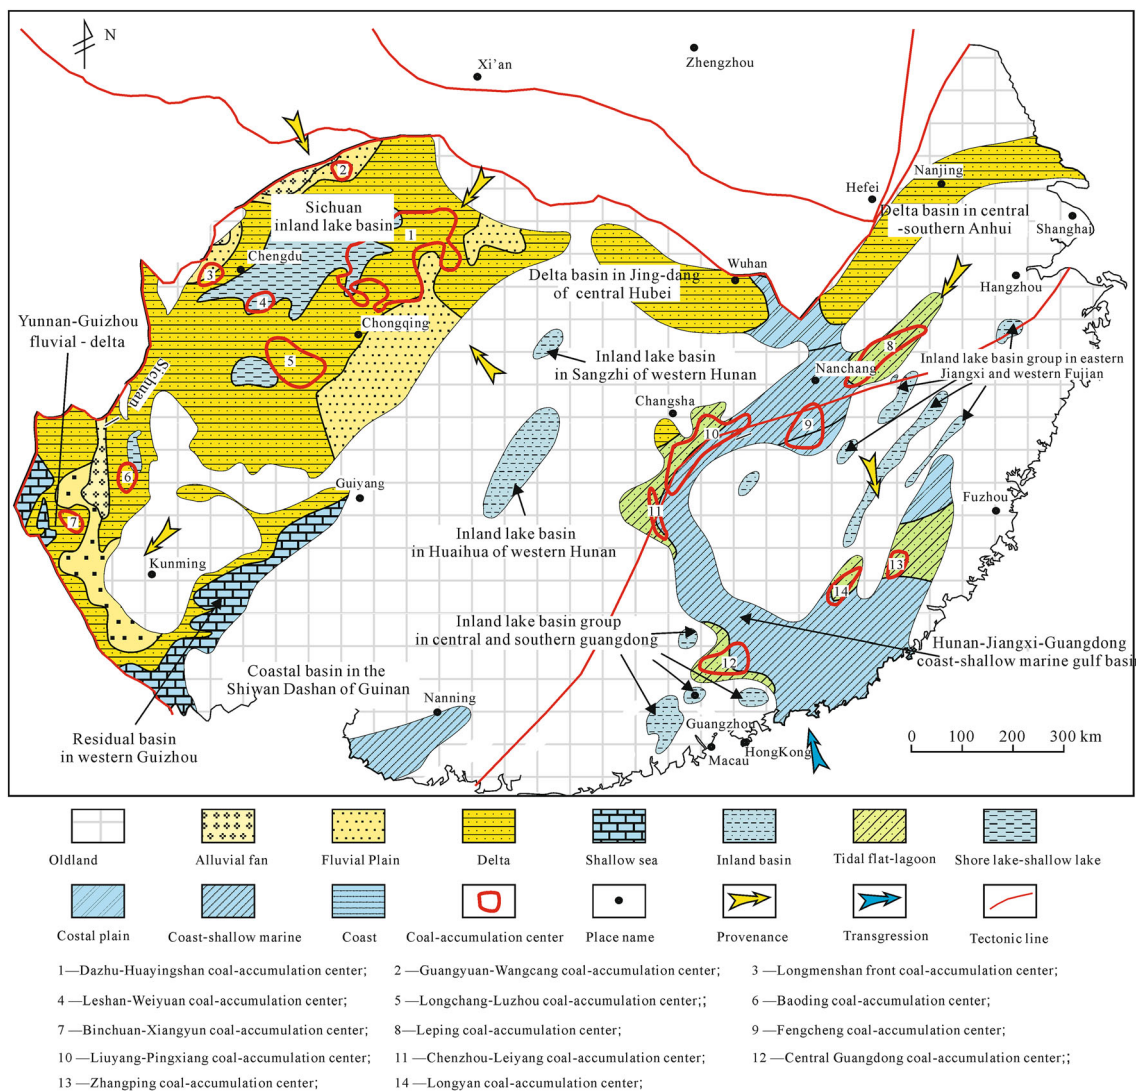 N
Xi'an
Zhengzhou
2
Hefei
Nanjing
Sichuan
inland lake basin
1
Delta basin in central
-southern Anhui
Shanghai
Chengdu
3
Wuhan
Delta basin in Jing-dang
of central Hubei
Hangzhou
4
Yunnan-Guizhou
fluvial - delta
Chongqing
8
5
Inland lake basin
in Sangzhi of western Hunan
Nanchang
Inland lake basin group in eastern
Jiangxi and western Fujian
Sichuan
Changsha
10
9
6
Guiyang
Fuzhou
7
11
Inland lake basin
in Huaihua of western Hunan
Kunming
13
14
Inland lake basin group
in central and southern guangdong
Hunan-Jiangxi-Guangdong
coast-shallow marine gulf basin
12
Coastal basin in the
Shiwan Dashan of Guinan
Nanning
Guangzhou
Residual basin
in western Guizhou
Macau
HongKong
0 100 200 300 km
Oldland
Alluvial fan
Fluvial Plain
Delta
Shallow sea
Inland basin
Tidal flat-lagoon
Shore lake-shallow lake
Costal plain
Coast-shallow marine
Coast
Coal-accumulation center
Place name
Provenance
Transgression
Tectonic line
1—Dazhu-Huayingshan coal-accumulation center;
2 —Guangyuan-Wangcang coal-accumulation center;
3 —Longmenshan front coal-accumulation center;
4 —Leshan-Weiyuan coal-accumulation center;
5 —Longchang-Luzhou coal-accumulation center;;
6 —Baoding coal-accumulation center;
7 —Binchuan-Xiangyun coal-accumulation center;
8—Leping coal-accumulation center;
9 —Fengcheng coal-accumulation center;
10 —Liuyang-Pingxiang coal-accumulation center;
11 —Chenzhou-Leiyang coal-accumulation center;
12 —Central Guangdong coal-accumulation center;;
13 —Zhangping coal-accumulation center;
14 —Longyan coal-accumulation center;